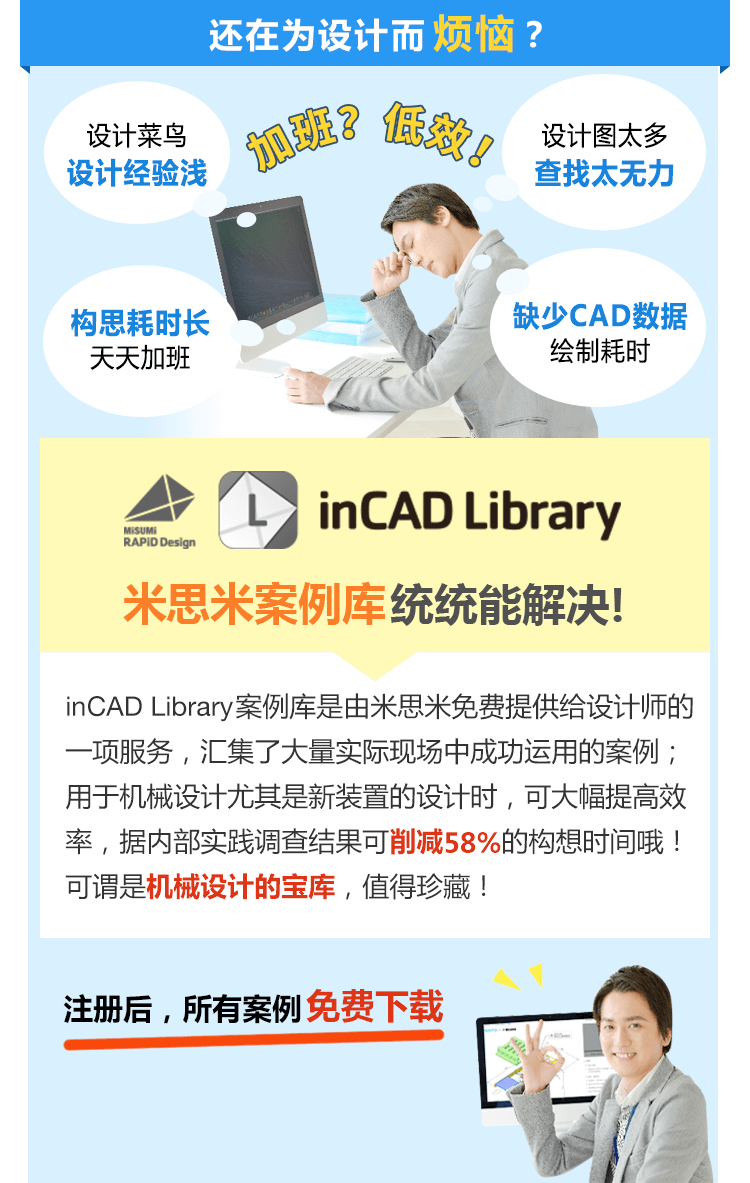 还在为设计而烦恼？
加班？低效！
设计菜鸟
设计经验浅
设计图太多
查找太无力
构思耗时长
天天加班
缺少CAD数据
绘制耗时
MiSUMi
RAPiD Design
L
inCAD Library
米思米案例库统统能解决!
inCAD Library案例库是由米思米免费提供给设计师的
一项服务，汇集了大量实际现场中成功运用的案例；
用于机械设计尤其是新装置的设计时，可大幅提高效
率，据内部实践调查结果可削减58%的构想时间哦！
可谓是机械设计的宝库，值得珍藏！
注册后，所有案例免费下载